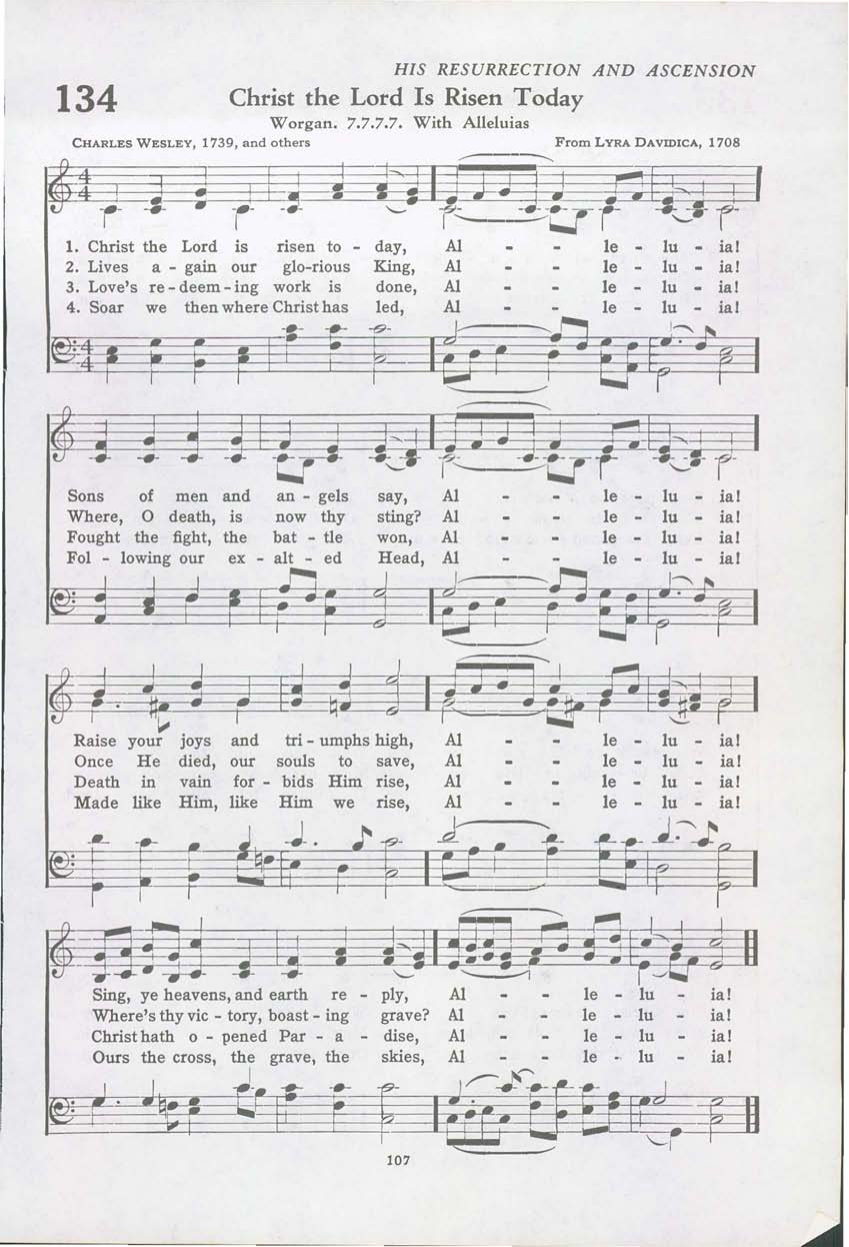 HIS RESURRECTION AND ASCENSION
134 Christ the Lord Is Risen Today
Worgan. 7.7.7.7. With Alleluias
CHARLES WESLEY, 1739, and others From LYRA DAVIDICA, 1708
4
4
1. Christ the Lord is risen to - day, Al - - le - lu - ia!
2. Lives a - gain our glo-rious King, Al - - le - lu - ia!
3. Love's re-deem-ing work is done, Al - - le - lu - ia!
4. Soar we then where Christ has led, Al - - le - lu - ia!
4
4
Sons of men and an - gels say, Al - - le - lu - ia!
Where, O death, is now thy sting? Al - - le - lu - ia!
Fought the fight, the bat - tle won, Al - - le - lu - ia!
Fol - lowing our ex - alt - ed Head, Al - - le - lu - ia!
Raise your joys and tri - umphs high, Al - - le - lu - ia!
Once He died, our souls to save, Al - - le - lu - ia!
Death in vain for - bids Him rise, Al - - le - lu - ia!
Made like Him, like Him we rise, Al - - le - lu - ia!
Sing, ye heavens, and earth re - ply, Al - - le - lu - ia!
Where's thy vic - tory, boast - ing grave? Al - - le - lu - ia!
Christ hath o - pened Par - a - dise, Al - - le - lu - ia!
Ours the cross, the grave, the skies, Al - - le - lu - ia!
107